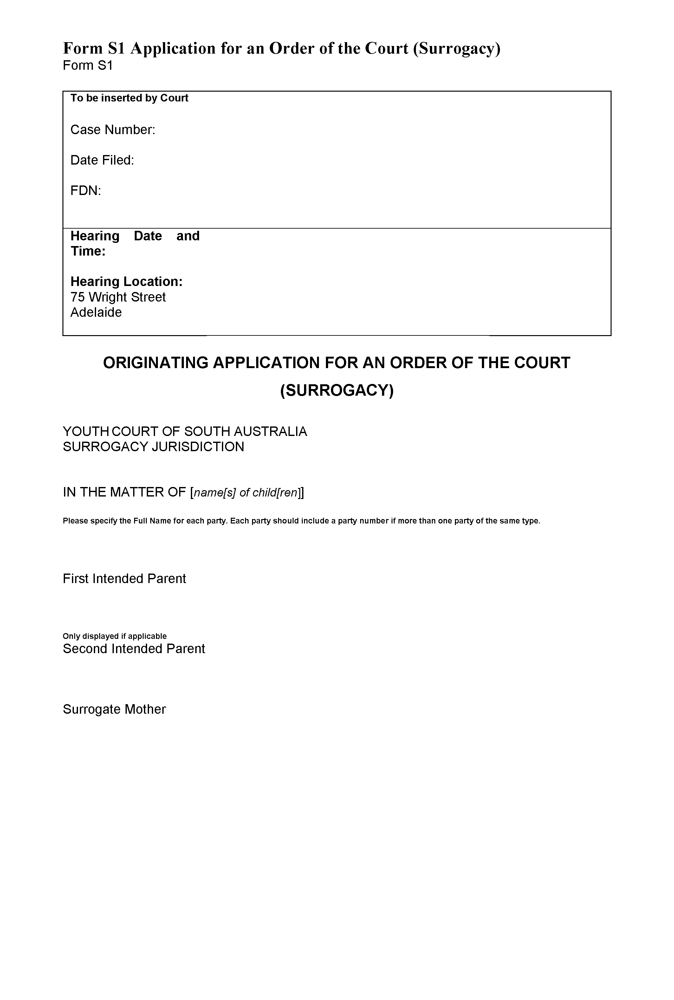 Form S1 Application for an Order of the Court (Surrogacy)
Form S1
To be inserted by Court
Case Number:
Date Filed:
FDN:
Hearing Date and
Time:
Hearing Location:
75 Wright Street
Adelaide
ORIGINATING APPLICATION FOR AN ORDER OF THE COURT
(SURROGACY)
YOUTH COURT OF SOUTH AUSTRALIA
SURROGACY JURISDICTION
IN THE MATTER OF [name[s] of child[ren]]
Please specify the Full Name for each party. Each party should include a party number if more than one party of the same type.
First Intended Parent
Only displayed if applicable
Second Intended Parent
Surrogate Mother